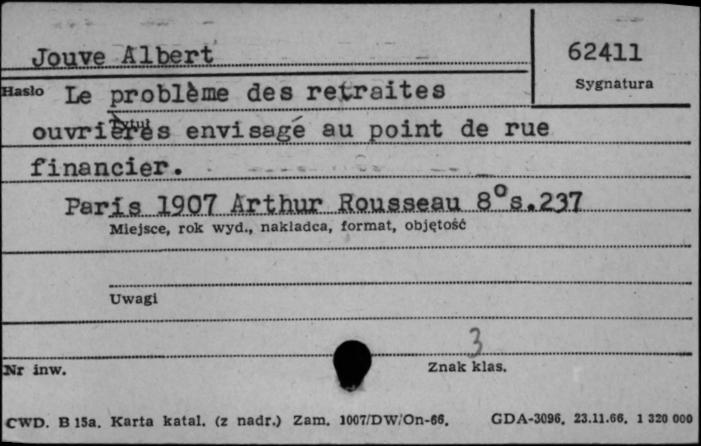 Jouve Albert
62411
Sygnatura
Hasło Le problème des retraites
Tytuł
ouvrières envisagé au point de rue
financier.
Paris 1907 Arthur Rousseau 8° s.237
Miejsce, rok wyd., nakładca, format, objętość
Uwagi
3
Nr inw.
Znak klas.
CWD. B 15a. Karta katal. (z nadr.) Zam. 1007/DW/On-66. GDA-3096. 23.11.66. 1 320 000